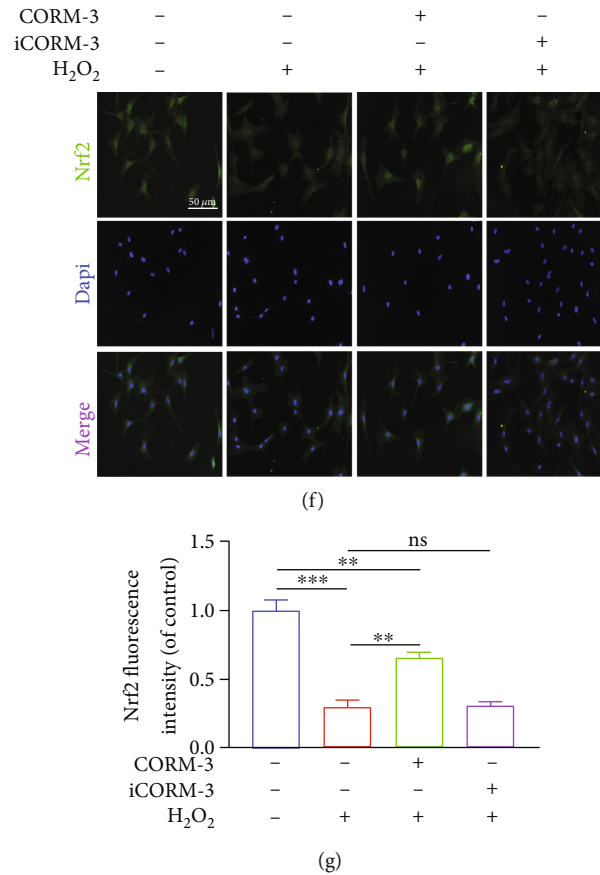 CORM-3 – – + –
iCORM-3 – – – +
H₂O₂ – + + +
Nrf2
50 μm
Dapi
Merge
(f)
Nrf2 fluorescence
intensity (of control)
1.5
1.0
0.5
0.0
ns
**
***
**
CORM-3 – – + –
iCORM-3 – – – +
H₂O₂ – + + +
(g)